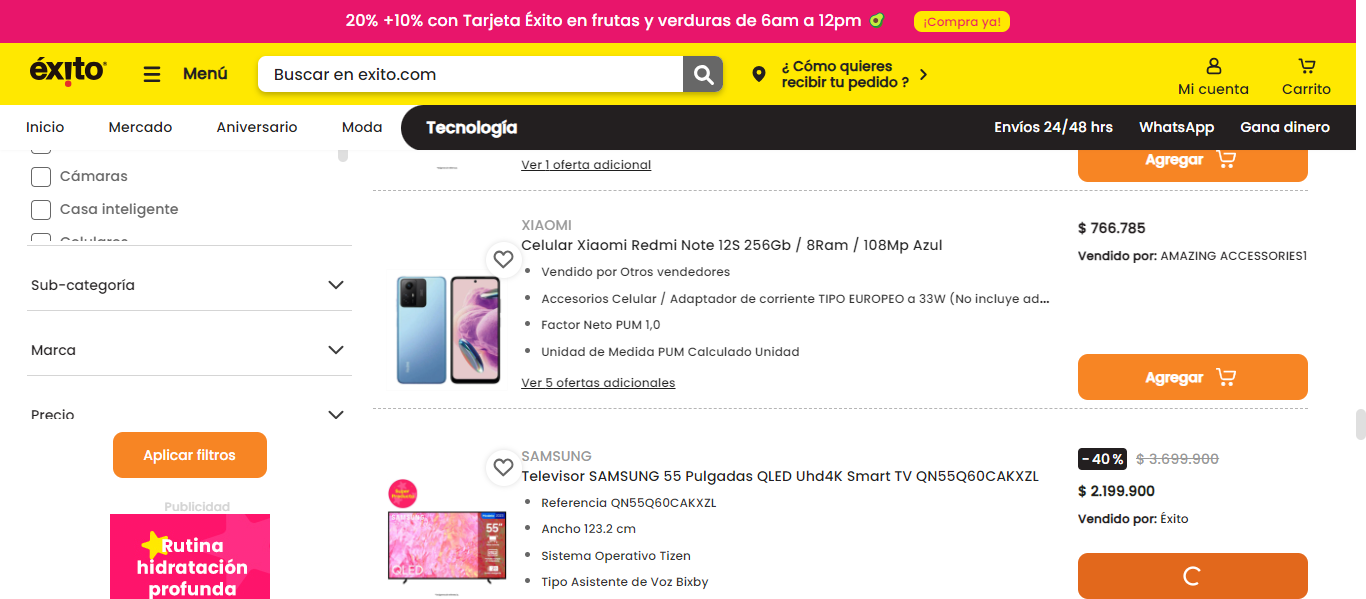 20% +10% con Tarjeta Éxito en frutas y verduras de 6am a 12pm ¡Compra ya!
éxito Menú Buscar en exito.com ¿ Cómo quieres recibir tu pedido ? Mi cuenta Carrito
Inicio Mercado Aniversario Moda Tecnología Envíos 24/48 hrs WhatsApp Gana dinero
Cámaras
Casa inteligente
Celulares
Sub-categoría
Marca
Precio
Aplicar filtros
Publicidad
Rutina
hidratación
profunda
Ver 1 oferta adicional
Agregar
XIAOMI
Celular Xiaomi Redmi Note 12S 256Gb / 8Ram / 108Mp Azul
Vendido por Otros vendedores
Accesorios Celular / Adaptador de corriente TIPO EUROPEO a 33W (No incluye ad...
Factor Neto PUM 1,0
Unidad de Medida PUM Calculado Unidad
Ver 5 ofertas adicionales
$ 766.785
Vendido por: AMAZING ACCESSORIES1
Agregar
SAMSUNG
Televisor SAMSUNG 55 Pulgadas QLED Uhd4K Smart TV QN55Q60CAKXZL
Referencia QN55Q60CAKXZL
Ancho 123.2 cm
Sistema Operativo Tizen
Tipo Asistente de Voz Bixby
55"
QLED
- 40 % $ 3.699.900
$ 2.199.900
Vendido por: Éxito